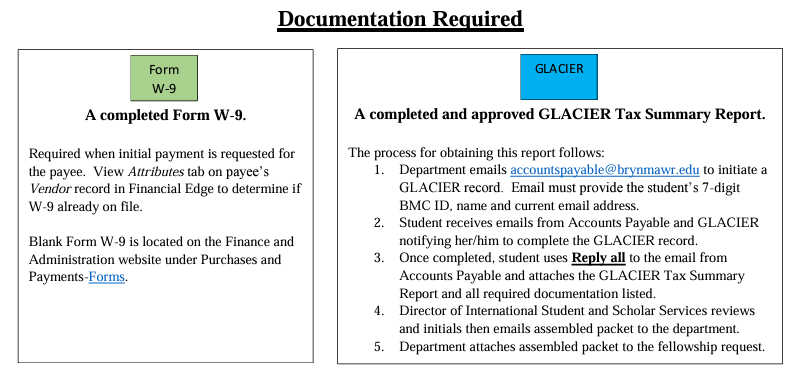 Documentation Required
Form
W-9
A completed Form W-9.
Required when initial payment is requested for
the payee. View Attributes tab on payee's
Vendor record in Financial Edge to determine if
W-9 already on file.
Blank Form W-9 is located on the Finance and
Administration website under Purchases and
Payments-Forms.
GLACIER
A completed and approved GLACIER Tax Summary Report.
The process for obtaining this report follows:
1. Department emails accountspayable@brynmawr.edu to initiate a
GLACIER record. Email must provide the student's 7-digit
BMC ID, name and current email address.
2. Student receives emails from Accounts Payable and GLACIER
notifying her/him to complete the GLACIER record.
3. Once completed, student uses Reply all to the email from
Accounts Payable and attaches the GLACIER Tax Summary
Report and all required documentation listed.
4. Director of International Student and Scholar Services reviews
and initials then emails assembled packet to the department.
5. Department attaches assembled packet to the fellowship request.